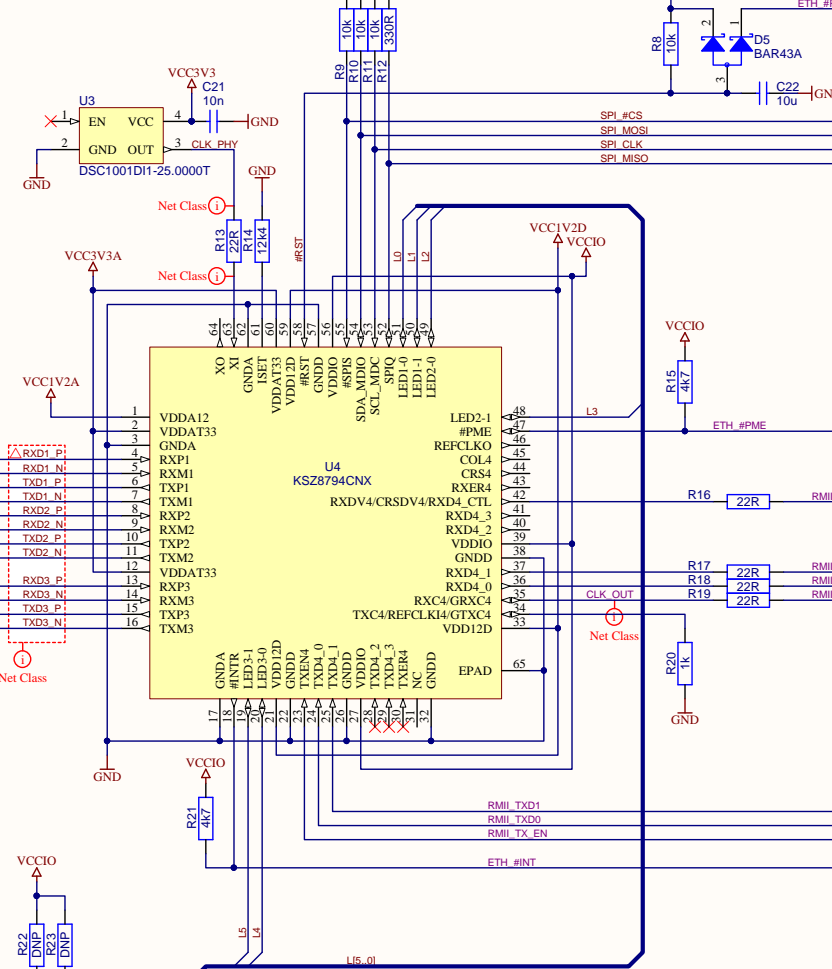 ETH_#
10k
10k
10k
330R
R9
R10
R11
R12
R8
10k
2
1
3
D5
BAR43A
C22
10u
GN
VCC3V3
C21
10n
GND
U3
1
EN
VCC
4
2
GND
OUT
3
CLK_PHY
DSC1001DI1-25.0000T
GND
GND
SPI_#CS
SPI_MOSI
SPI_CLK
SPI_MISO
Net Class
i
R13
22R
R14
12k4
#RST
L0
L1
L2
VCC1V2D
VCCIO
VCC3V3A
Net Class
i
64
63
62
61
60
59
58
57
56
55
54
53
52
51
50
49
XO
XI
GNDA
ISET
VDDAT33
VDD12D
#RST
GNDD
VDDIO
#SPIS
SDA_MDIO
SCL_MDC
SPIQ
LED1-0
LED1-1
LED2-0
VCCIO
R15
4k7
VCC1V2A
1 VDDA12
2 VDDAT33
3 GNDA
RXD1_P 4 RXP1
RXD1_N 5 RXM1
TXD1_P 6 TXP1
TXD1_N 7 TXM1
RXD2_P 8 RXP2
RXD2_N 9 RXM2
TXD2_P 10 TXP2
TXD2_N 11 TXM2
12 VDDAT33
RXD3_P 13 RXP3
RXD3_N 14 RXM3
TXD3_P 15 TXP3
TXD3_N 16 TXM3
i
Net Class
U4
KSZ8794CNX
LED2-1 48 L3
#PME 47 ETH_#PME
REFCLKO 46
COL4 45
CRS4 44
RXER4 43
RXDV4/CRSDV4/RXD4_CTL 42 R16 22R RMII
RXD4_3 41
RXD4_2 40
VDDIO 39
GNDD 38
RXD4_1 37 R17 22R RMII
RXD4_0 36 R18 22R RMII
RXC4/GRXC4 35 CLK_OUT R19 22R RMII
TXC4/REFCLKI4/GTXC4 34
VDD12D 33
i
Net Class
EPAD 65
R20
1k
GND
GNDA
#INTR
LED3-1
LED3-0
VDD12D
GNDD
TXEN4
TXD4_0
TXD4_1
GNDD
VDDIO
TXD4_2
TXD4_3
TXER4
NC
GNDD
17
18
19
20
21
22
23
24
25
26
27
28
29
30
31
32
GND
VCCIO
R21
4k7
RMII_TXD1
RMII_TXD0
RMII_TX_EN
ETH_#INT
VCCIO
R22
DNP
R23
DNP
L5
L4
L[5..0]